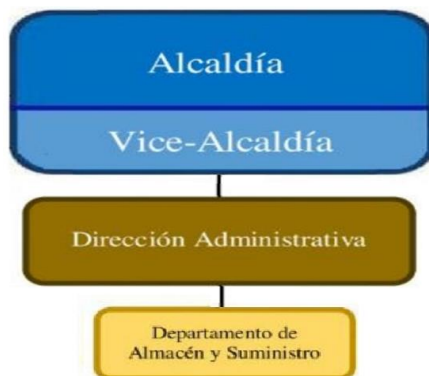 Alcaldía
Vice-Alcaldía
Dirección Administrativa
Departamento de
Almacén y Suministro